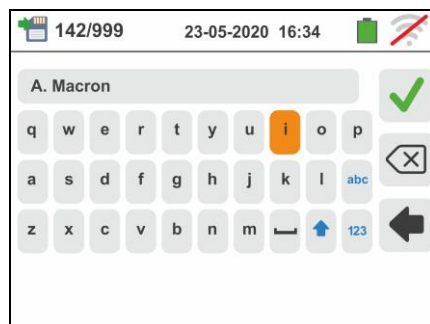 142/999 23-05-2020 16:34
A. Macron
q w e r t y u i o p
a s d f g h j k l abc
z x c v b n m 123